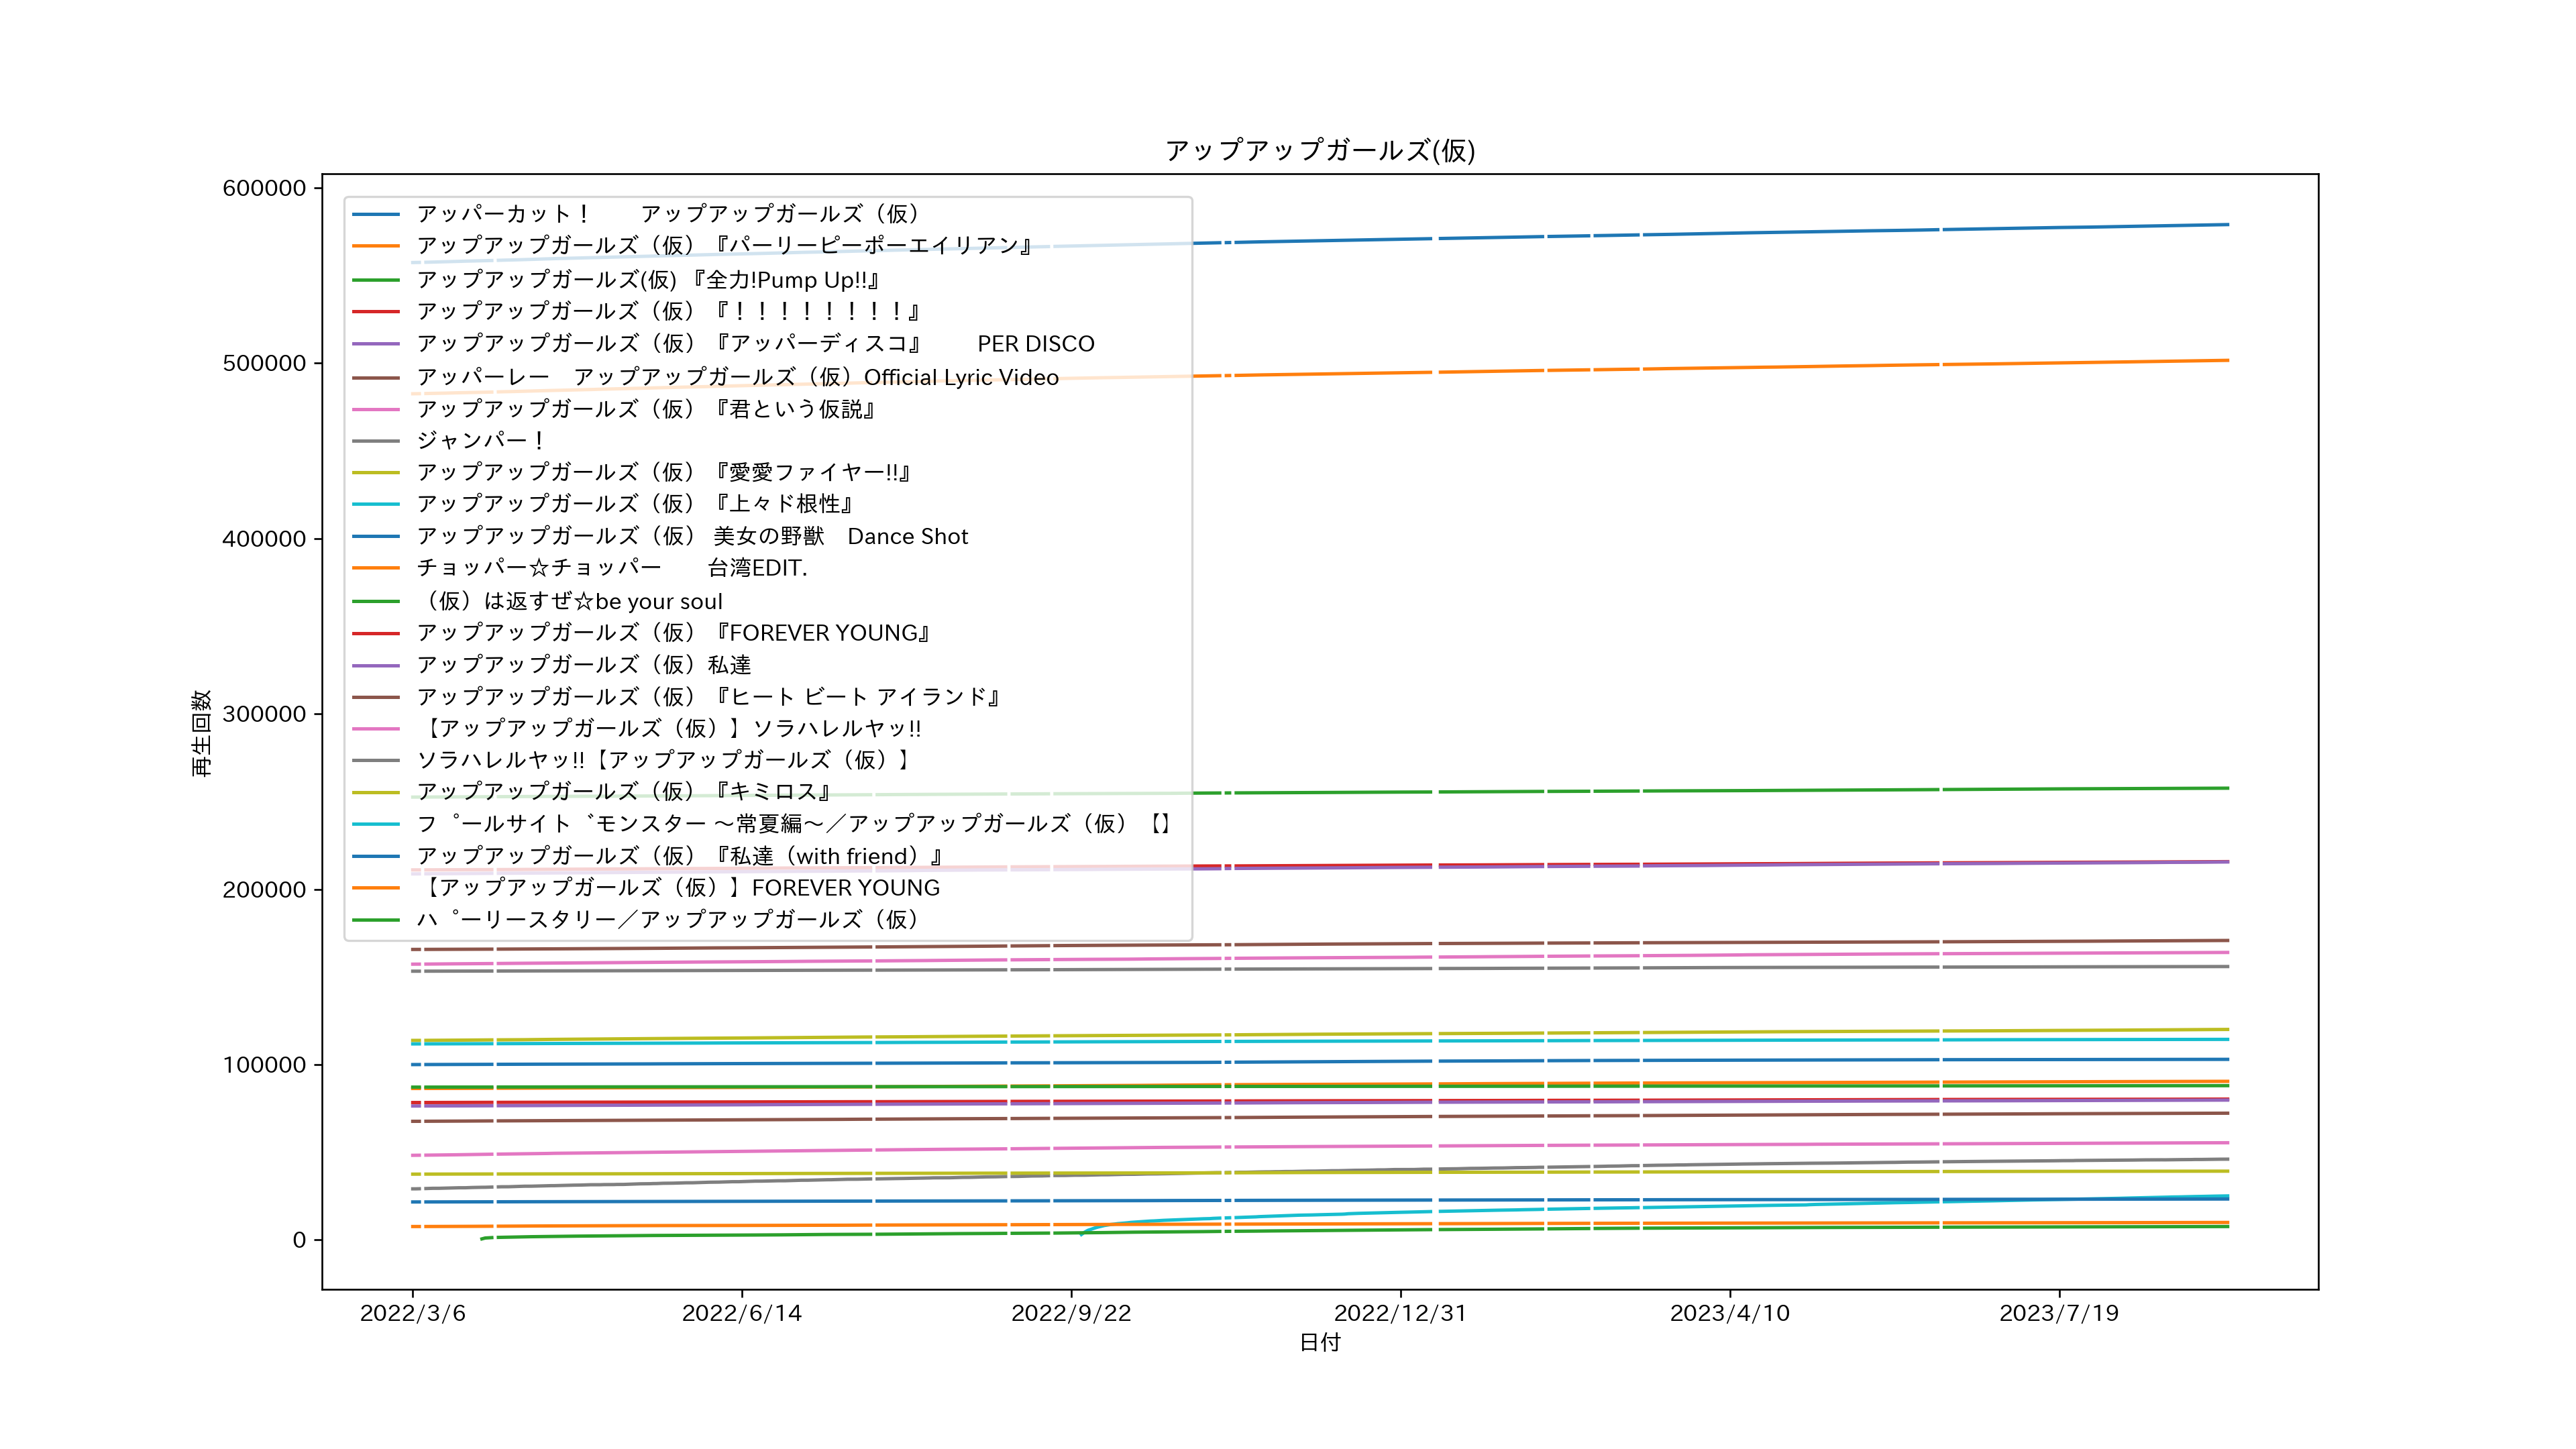 アップアップガールズ(仮)
600000
500000
400000
300000
200000
100000
0
再生回数
アッパーカット！　　アップアップガールズ（仮）
アップアップガールズ（仮）『パーリーピーポーエイリアン』
アップアップガールズ(仮) 『全力!Pump Up!!』
アップアップガールズ（仮）『！！！！！！！！』
アップアップガールズ（仮）『アッパーディスコ』　　PER DISCO
アッパーレー　アップアップガールズ（仮）Official Lyric Video
アップアップガールズ（仮）『君という仮説』
ジャンパー！
アップアップガールズ（仮）『愛愛ファイヤー!!』
アップアップガールズ（仮）『上々ド根性』
アップアップガールズ（仮） 美女の野獣　Dance Shot
チョッパー☆チョッパー　　台湾EDIT.
（仮）は返すぜ☆be your soul
アップアップガールズ（仮）『FOREVER YOUNG』
アップアップガールズ（仮）私達
アップアップガールズ（仮）『ヒート ビート アイランド』
【アップアップガールズ（仮）】ソラハレルヤッ!!
ソラハレルヤッ!!【アップアップガールズ（仮）】
アップアップガールズ（仮）『キミロス』
フ゜ールサイト゛モンスター 〜常夏編〜／アップアップガールズ（仮）【】
アップアップガールズ（仮）『私達（with friend）』
【アップアップガールズ（仮）】FOREVER YOUNG
ハ゜ーリースタリー／アップアップガールズ（仮）
2022/3/6
2022/6/14
2022/9/22
2022/12/31
2023/4/10
2023/7/19
日付